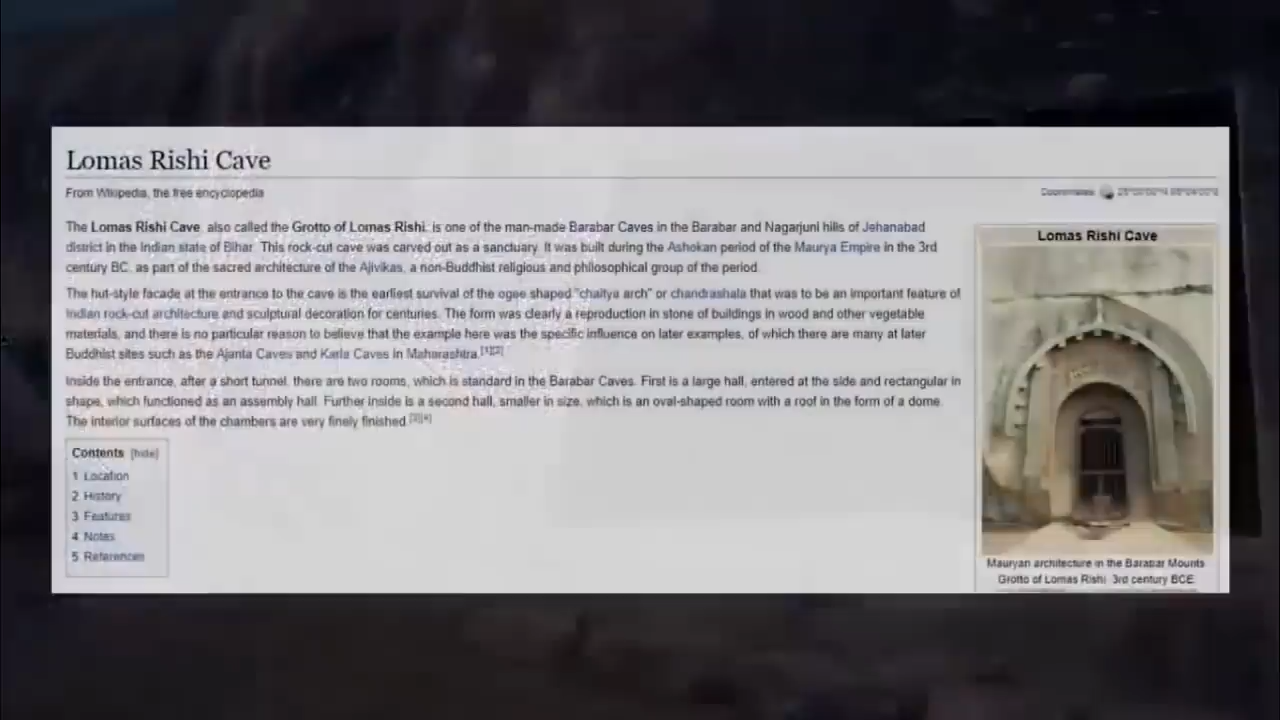 Lomas Rishi Cave
From Wikipedia, the free encyclopedia
Coordinates
The Lomas Rishi Cave, also called the Grotto of Lomas Rishi, is one of the man-made Barabar Caves in the Barabar and Nagarjuni hills of Jehanabad
district in the Indian state of Bihar. This rock-cut cave was carved out as a sanctuary. It was built during the Ashokan period of the Maurya Empire in the 3rd
century BC, as part of the sacred architecture of the Ajivikas, a non-Buddhist religious and philosophical group of the period.
The hut-style facade at the entrance to the cave is the earliest survival of the ogee shaped "chaitya arch" or chandrashala that was to be an important feature of
Indian rock-cut architecture and sculptural decoration for centuries. The form was clearly a reproduction in stone of buildings in wood and other vegetable
materials, and there is no particular reason to believe that the example here was the specific influence on later examples, of which there are many at later
Buddhist sites such as the Ajanta Caves and Karla Caves in Maharashtra.[1][2]
Inside the entrance, after a short tunnel, there are two rooms, which is standard in the Barabar Caves. First is a large hall, entered at the side and rectangular in
shape, which functioned as an assembly hall. Further inside is a second hall, smaller in size, which is an oval-shaped room with a roof in the form of a dome.
The interior surfaces of the chambers are very finely finished.[3][4]
Contents [hide]
1 Location
2 History
3 Features
4 Notes
5 References
Lomas Rishi Cave
Mauryan architecture in the Barabar Mounts
Grotto of Lomas Rishi. 3rd century BCE.